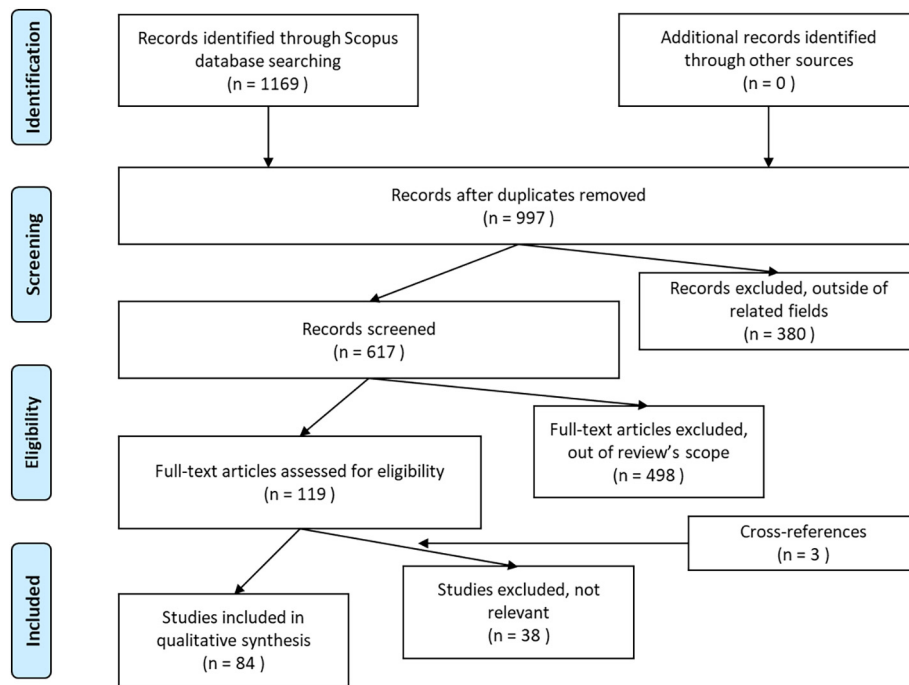 Identification
Records identified through Scopus
database searching
(n = 1169)
Additional records identified
through other sources
(n = 0 )
Screening
Records after duplicates removed
(n = 997 )
Records excluded, outside of
related fields
(n = 380 )
Records screened
(n = 617 )
Eligibility
Full-text articles excluded,
out of review's scope
(n = 498 )
Full-text articles assessed for eligibility
(n = 119 )
Cross-references
(n = 3 )
Included
Studies excluded, not
relevant
(n = 38 )
Studies included in
qualitative synthesis
(n = 84 )